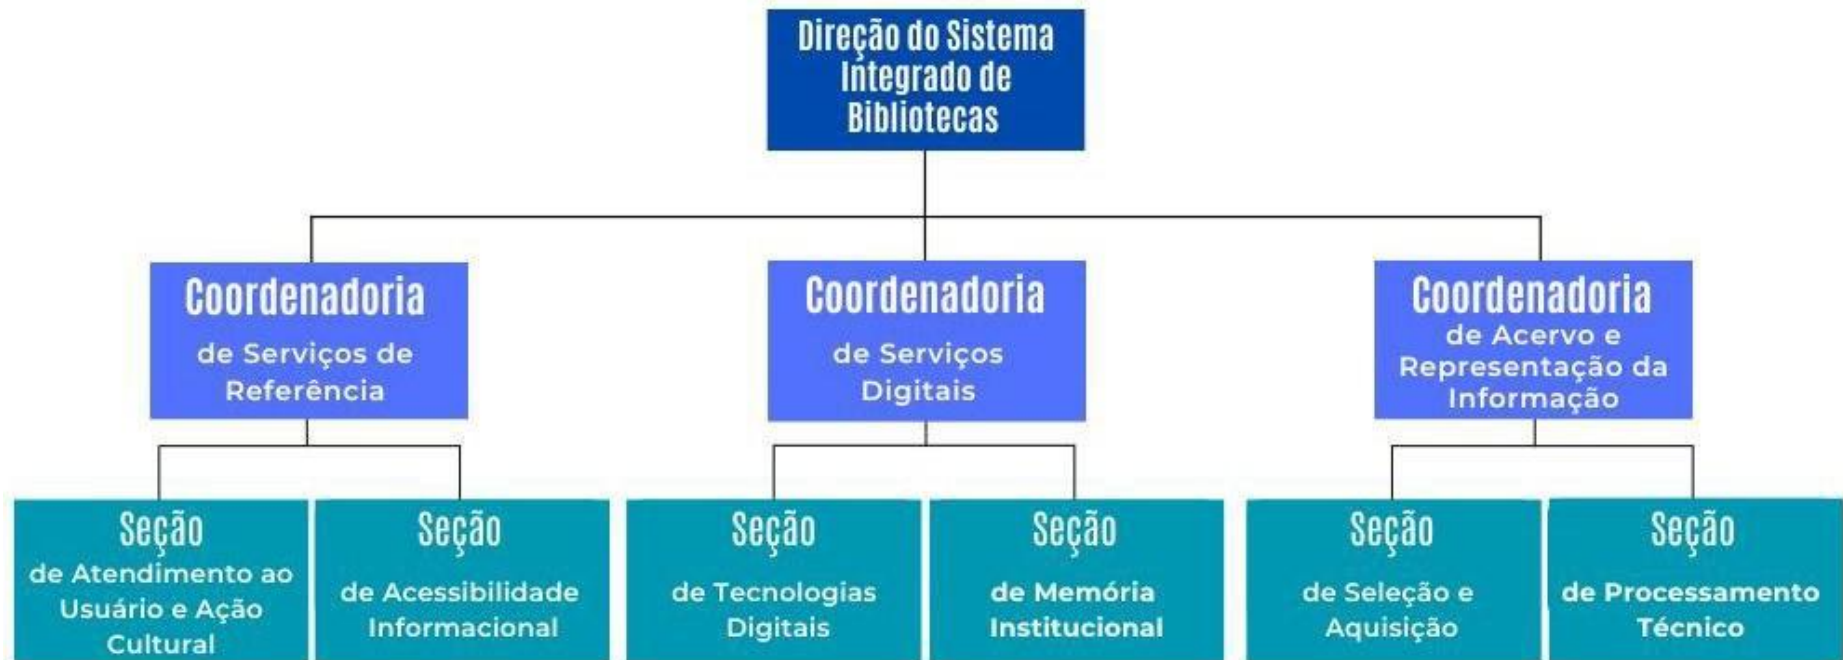 Direção do Sistema
Integrado de
Bibliotecas
Coordenadoria
de Serviços de
Referência
Coordenadoria
de Serviços
Digitais
Coordenadoria
de Acervo e
Representação da
Informação
Seção
de Atendimento ao
Usuário e Ação
Cultural
Seção
de Acessibilidade
Informacional
Seção
de Tecnologias
Digitais
Seção
de Memória
Institucional
Seção
de Seleção e
Aquisição
Seção
de Processamento
Técnico